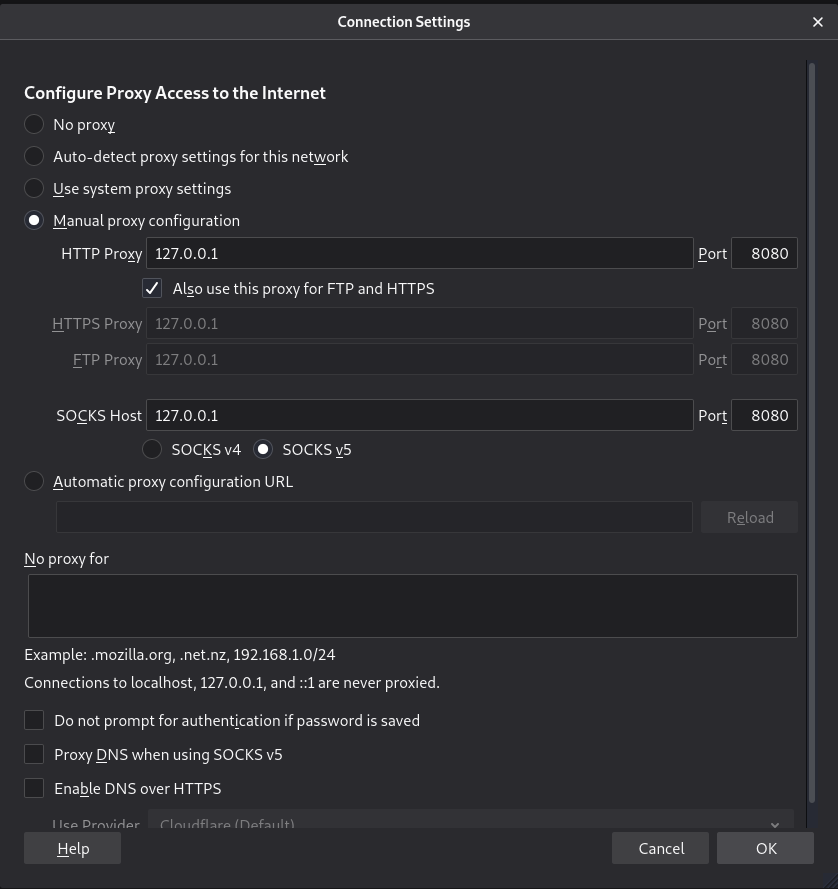 Connection Settings
Configure Proxy Access to the Internet
No proxy
Auto-detect proxy settings for this network
Use system proxy settings
Manual proxy configuration
HTTP Proxy 127.0.0.1 Port 8080
Also use this proxy for FTP and HTTPS
HTTPS Proxy 127.0.0.1 Port 8080
FTP Proxy 127.0.0.1 Port 8080
SOCKS Host 127.0.0.1 Port 8080
SOCKS v4 SOCKS v5
Automatic proxy configuration URL
Reload
No proxy for
Example: .mozilla.org, .net.nz, 192.168.1.0/24
Connections to localhost, 127.0.0.1, and ::1 are never proxied.
Do not prompt for authentication if password is saved
Proxy DNS when using SOCKS v5
Enable DNS over HTTPS
Use Provider Cloudflare (Default)
Help Cancel OK